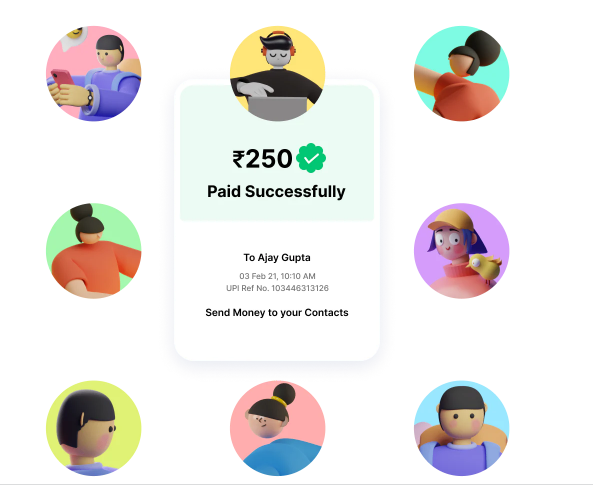 ₹250
Paid Successfully
To Ajay Gupta
03 Feb 21, 10:10 AM
UPI Ref No. 103446313126
Send Money to your Contacts